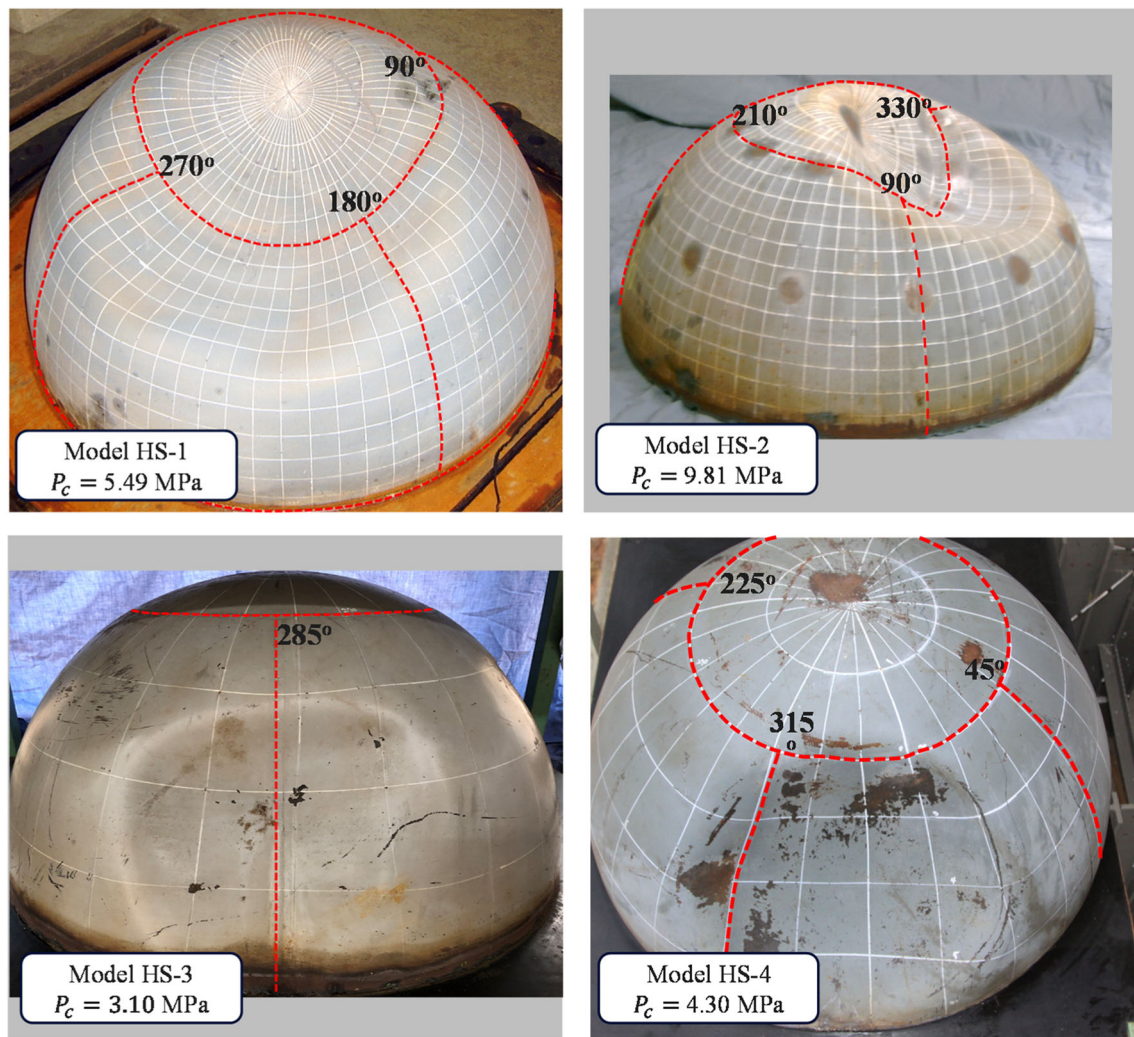 90°
270°
180°
Model HS-1
P_c = 5.49 MPa
210°
330°
90°
Model HS-2
P_c = 9.81 MPa
285°
Model HS-3
P_c = 3.10 MPa
225°
45°
315
°
Model HS-4
P_c = 4.30 MPa